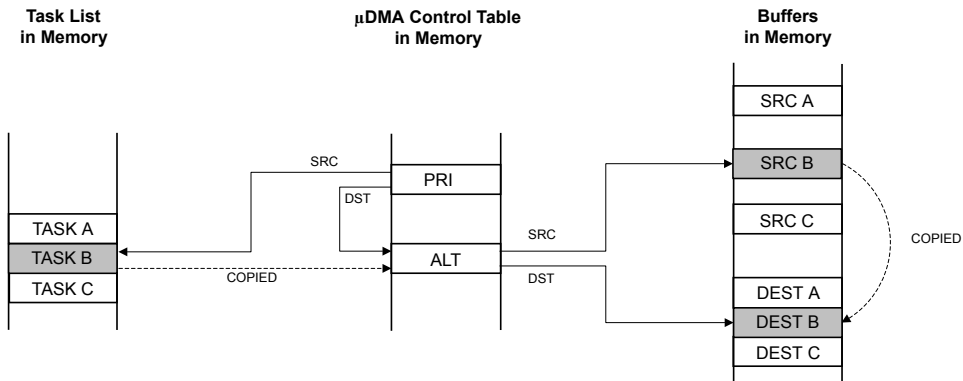 Task List
in Memory
μDMA Control Table
in Memory
Buffers
in Memory
SRC A
SRC
SRC B
PRI
DST
TASK A
SRC C
SRC
COPIED
TASK B
ALT
COPIED
DST
TASK C
DEST A
DEST B
DEST C